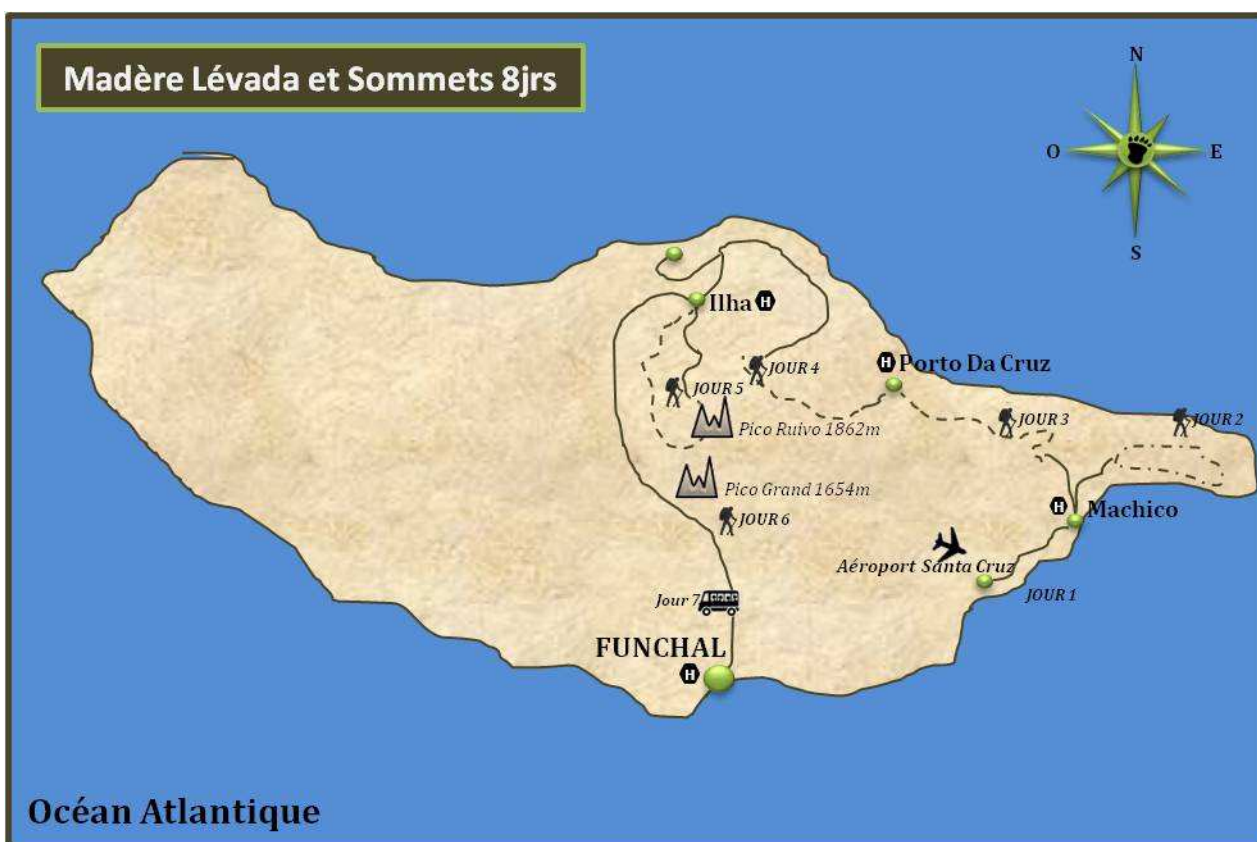 Madère Lévada et Sommets 8jrs
N
O
E
S
Ilha H
JOUR 4
H Porto Da Cruz
JOUR 5
JOUR 3
JOUR 2
Pico Ruivo 1862m
Pico Grand 1654m
H Machico
JOUR 6
Aéroport Santa Cruz
Jour 7
JOUR 1
FUNCHAL
H
Océan Atlantique